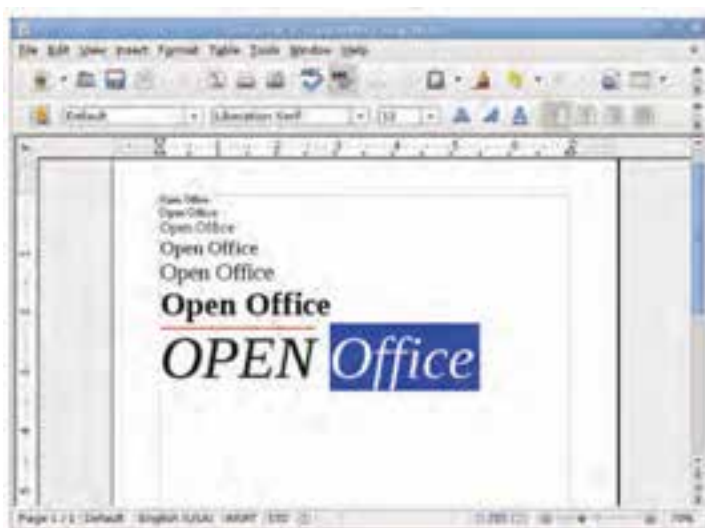 File Edit View Insert Format Table Tools Window Help
Default Liberation Serif 12
Open Office
Open Office
Open Office
Open Office
Open Office
Open Office
OPEN Office
Page 1 / 1 Default English (USA) INSRT STD 70%